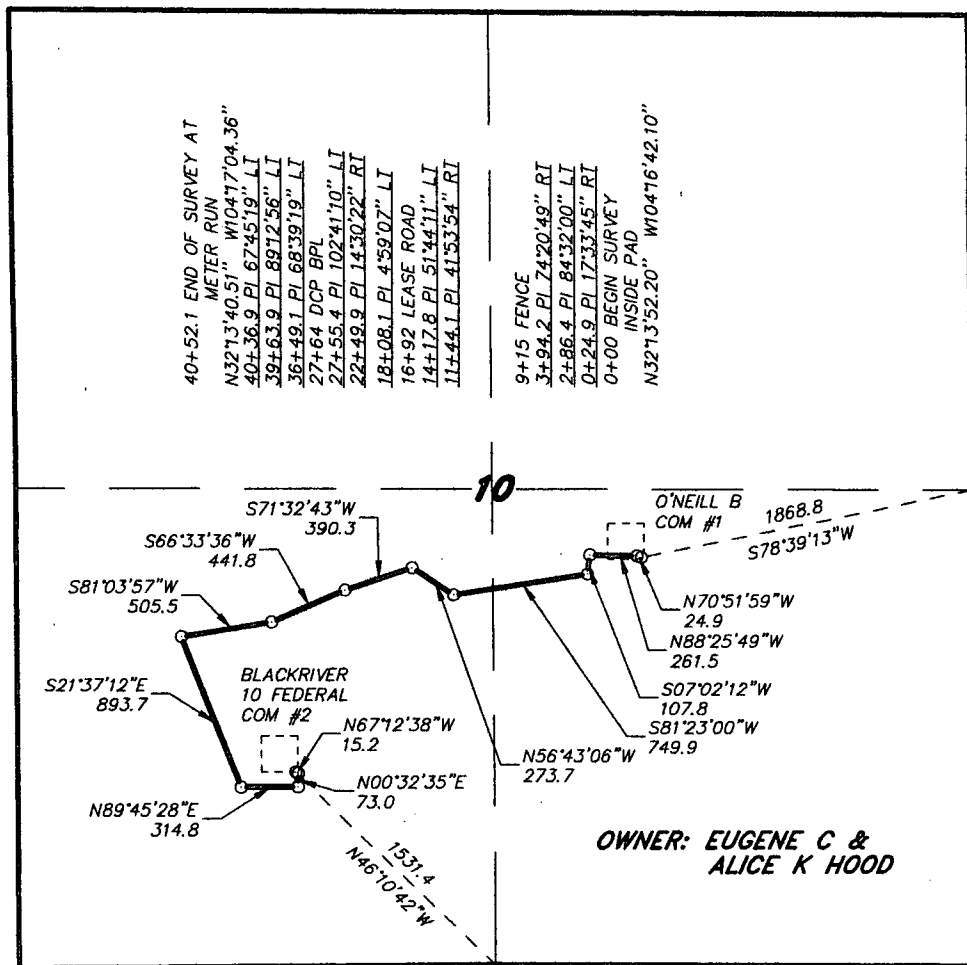 40+52.1 END OF SURVEY AT
METER RUN
N32°13'40.51" W104°17'04.36"
40+36.9 PI 67°45'19" LT
39+63.9 PI 89°12'56" LT
36+49.1 PI 68°39'19" LT
27+64 DCP BPL
27+55.4 PI 102°41'10" LT
22+49.9 PI 14°30'22" RT
18+08.1 PI 4°59'07" LT
16+92 LEASE ROAD
14+17.8 PI 51°44'11" LT
11+44.1 PI 41°53'54" RT
9+15 FENCE
3+94.2 PI 74°20'49" RT
2+86.4 PI 84°32'00" LT
0+24.9 PI 17°33'45" RT
0+00 BEGIN SURVEY
INSIDE PAD
N32°13'52.20" W104°16'42.10"
10
O'NEILL B
COM #1
1868.8
S78°39'13"W
S71°32'43"W
390.3
S66°33'36"W
441.8
S81°03'57"W
505.5
N70°51'59"W
24.9
N88°25'49"W
261.5
S07°02'12"W
107.8
S81°23'00"W
749.9
N56°43'06"W
273.7
S21°37'12"E
893.7
BLACKRIVER
10 FEDERAL
COM #2
N67°12'38"W
15.2
N00°32'35"E
73.0
N89°45'28"E
314.8
1531.4
N46°10'42"W
OWNER: EUGENE C &
ALICE K HOOD